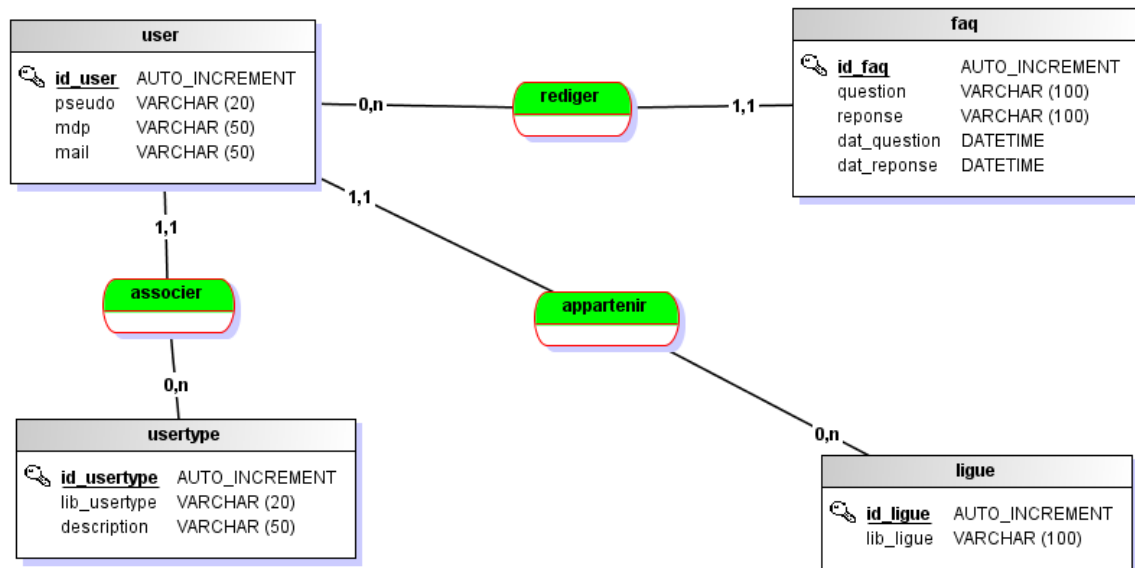 user
id_user AUTO_INCREMENT
pseudo VARCHAR (20)
mdp VARCHAR (50)
mail VARCHAR (50)
0,n
rediger
1,1
faq
id_faq AUTO_INCREMENT
question VARCHAR (100)
reponse VARCHAR (100)
dat_question DATETIME
dat_reponse DATETIME
1,1
associer
0,n
1,1
appartenir
0,n
usertype
id_usertype AUTO_INCREMENT
lib_usertype VARCHAR (20)
description VARCHAR (50)
ligue
id_ligue AUTO_INCREMENT
lib_ligue VARCHAR (100)